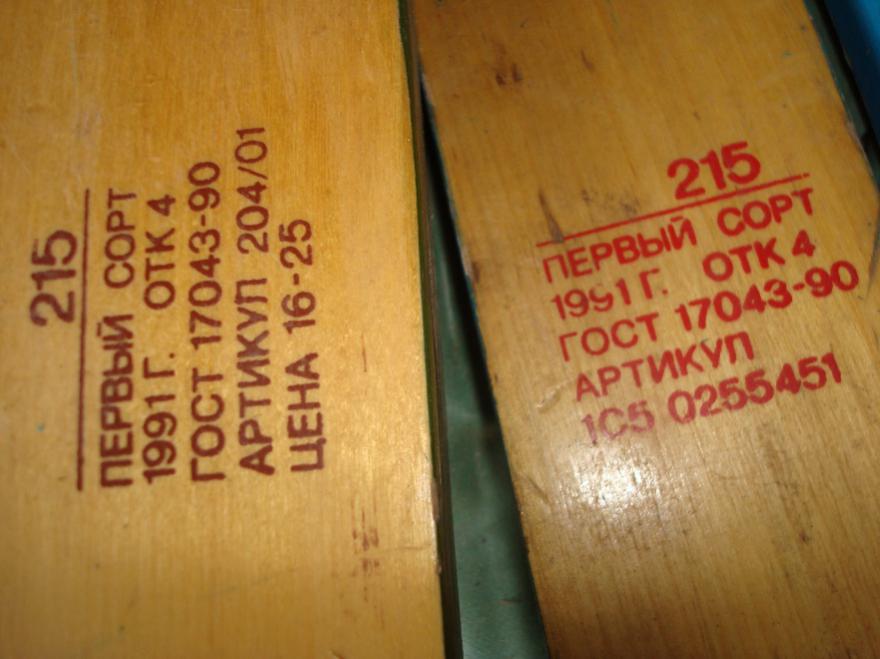 215
ПЕРВЫЙ СОРТ
1991 Г. ОТК 4
ГОСТ 17043-90
АРТИКУЛ 204/01
ЦЕНА 16-25
215
ПЕРВЫЙ СОРТ
1991 Г. ОТК 4
ГОСТ 17043-90
АРТИКУЛ
1С5 0255451